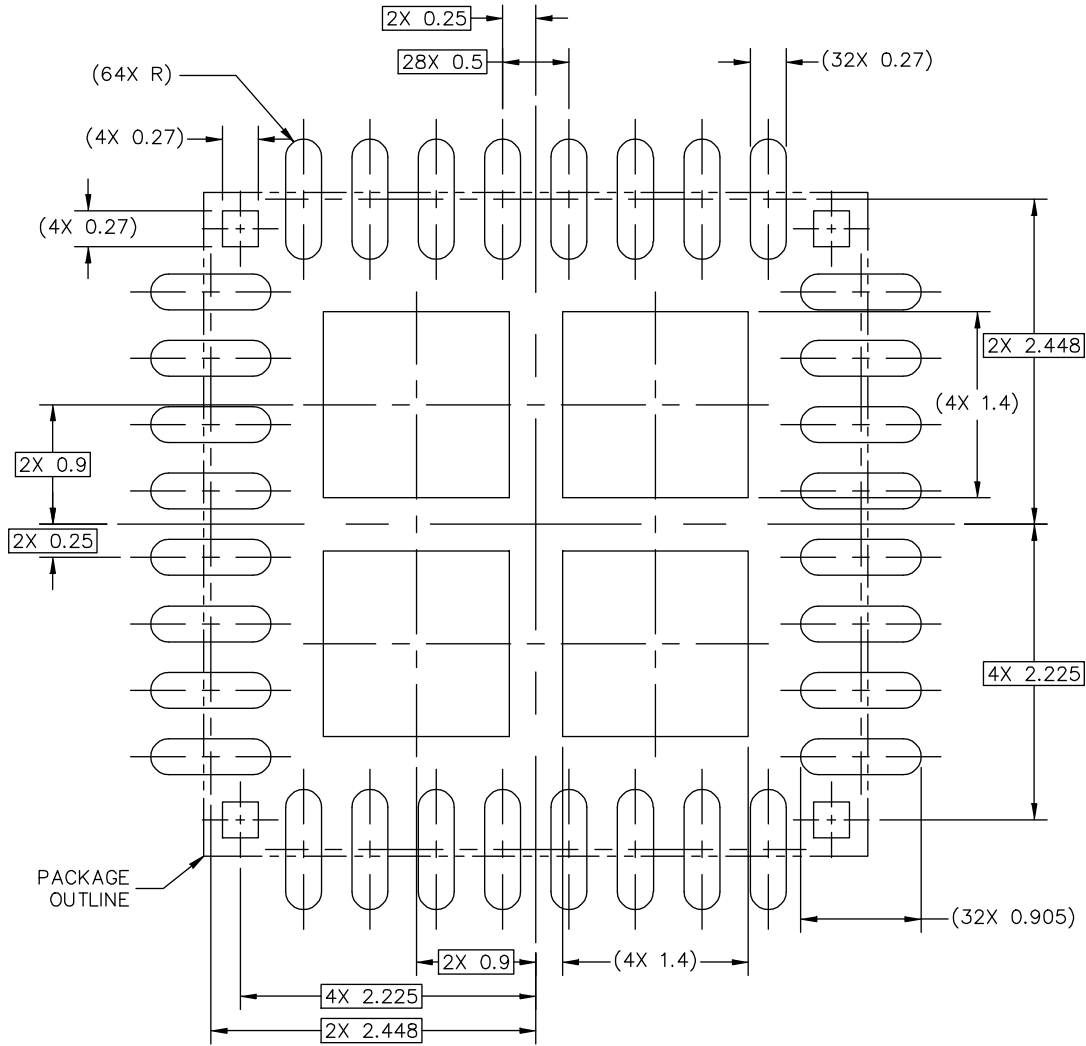 2X 0.25
28X 0.5
(32X 0.27)
(64X R)
(4X 0.27)
(4X 0.27)
2X 2.448
(4X 1.4)
2X 0.9
2X 0.25
4X 2.225
PACKAGE
OUTLINE
(32X 0.905)
2X 0.9
(4X 1.4)
4X 2.225
2X 2.448